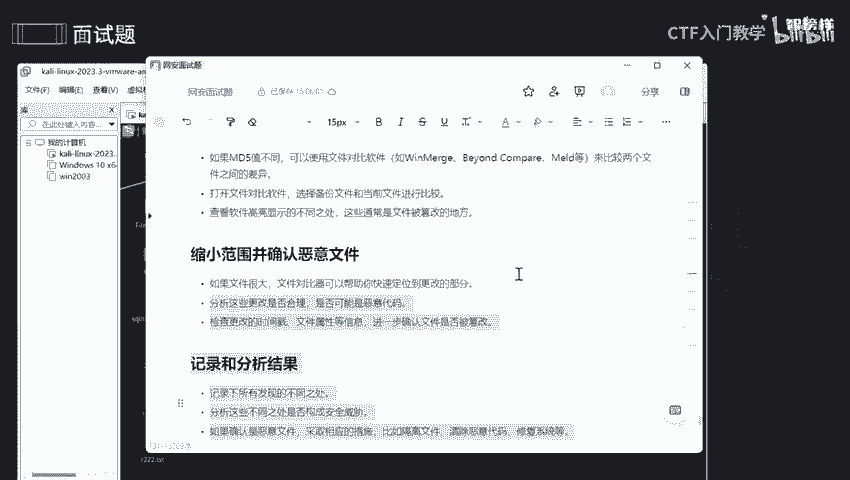 面试题
CTF入门教学
bilibili
网安面试题
kali-linux-2023.3-vmware-am
文件(F) 编辑(E) 查看(V) 虚拟机
网安面试题
分享
库
在此处键入内容...
15px
B I S U
我的计算机
kali-linux-2023.
Windows 10 x6
win2003
如果MD5值不同，可以使用文件对比软件（如WinMerge、Beyond Compare、Meld等）来比较两个文
件之间的差异。
打开文件对比软件，选择备份文件和当前文件进行比较。
查看软件高亮显示的不同之处，这些通常是文件被篡改的地方。
缩小范围并确认恶意文件
如果文件很大，文件对比器可以帮助你快速定位到更改的部分。
分析这些更改是否合理，是否可能是恶意代码。
检查更改的时间戳、文件属性等信息，进一步确认文件是否被篡改。
记录和分析结果
记录下所有发现的不同之处。
分析这些不同之处是否构成安全威胁。
如果确认是恶意文件，采取相应的措施，比如隔离文件、清除恶意代码、修复系统等。
/222.txt